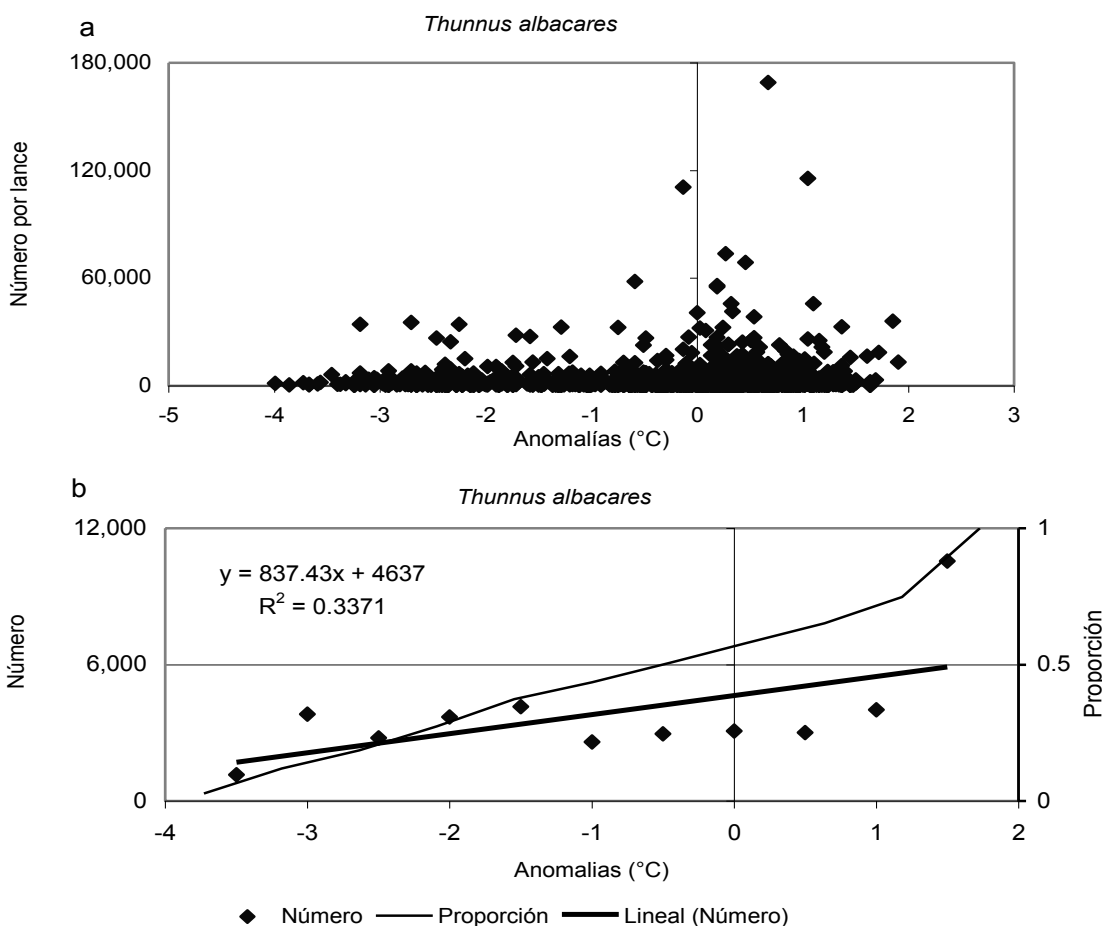 a
Thunnus albacares
180,000
120,000
60,000
0
Número por lance
-5 -4 -3 -2 -1 0 1 2 3
Anomalías (°C)
b
Thunnus albacares
12,000
6,000
0
Número
y = 837.43x + 4637
R² = 0.3371
1
0.5
0
Proporción
-4 -3 -2 -1 0 1 2
Anomalias (°C)
Número Proporción Lineal (Número)